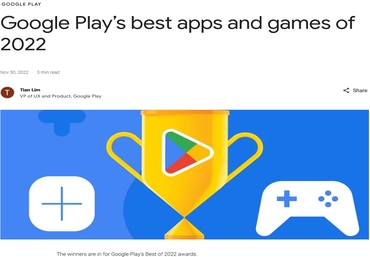 GOOGLE PLAY
Google Play's best apps and games of
2022
Nov 30, 2022
3 min read
T
Tian Lim
VP of UX and Product, Google Play
Share
The winners are in for Google Play's Best of 2022 awards.